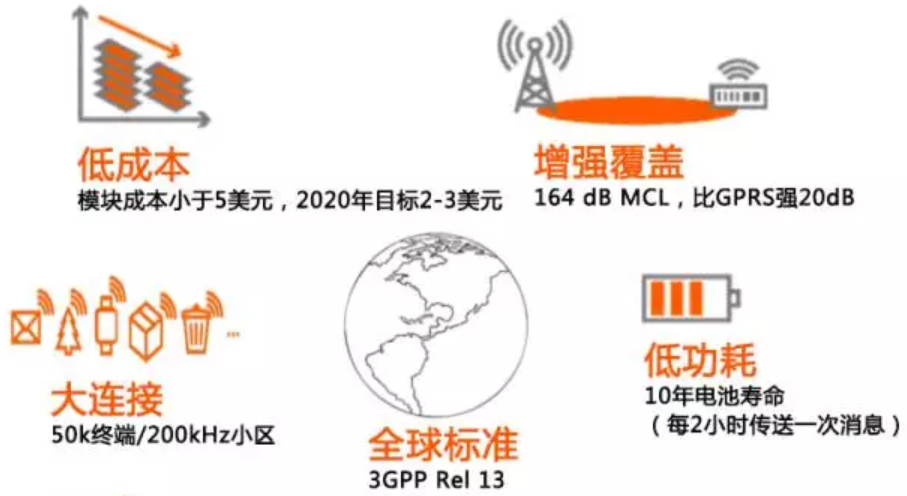 低成本
模块成本小于5美元，2020年目标2-3美元
增强覆盖
164 dB MCL，比GPRS强20dB
...
大连接
50k终端/200kHz小区
低功耗
10年电池寿命
（每2小时传送一次消息）
全球标准
3GPP Rel 13